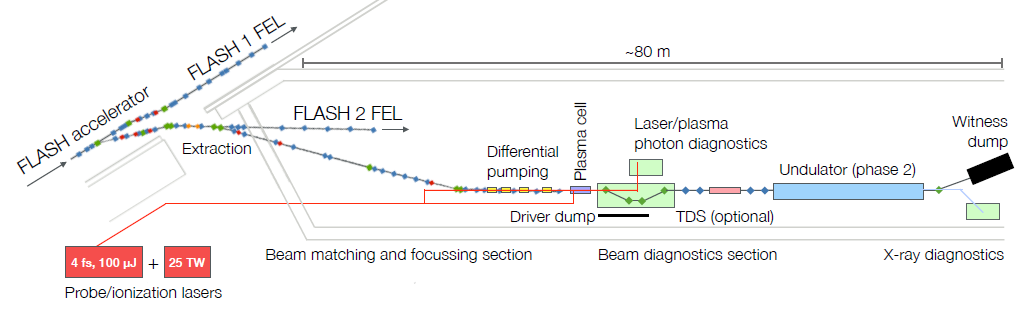 FLASH 1 FEL
~80 m
FLASH accelerator
FLASH 2 FEL
Extraction
Differential
pumping
Plasma cell
Laser/plasma
photon diagnostics
Witness
dump
Undulator (phase 2)
Driver dump
TDS (optional)
Beam matching and focussing section
Beam diagnostics section
X-ray diagnostics
4 fs, 100 µJ + 25 TW
Probe/ionization lasers